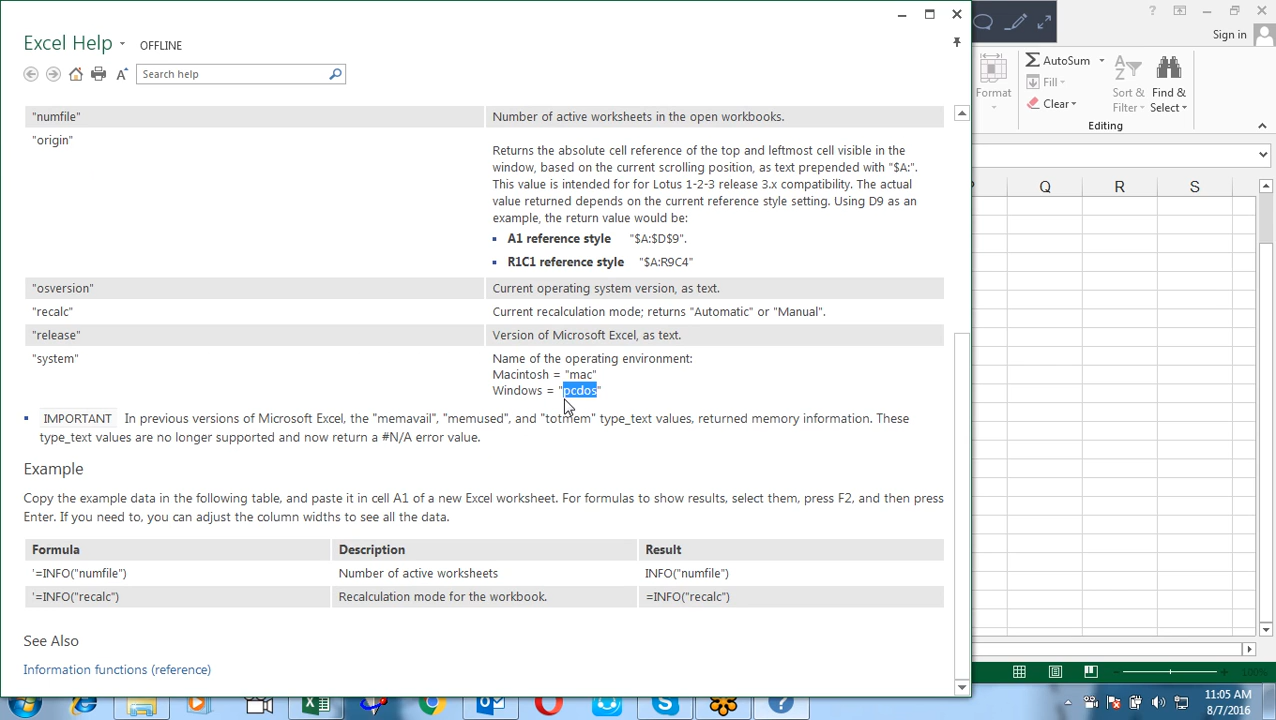 Excel Help OFFLINE
Search help
? Sign in
"numfile" Number of active worksheets in the open workbooks.
"origin" Returns the absolute cell reference of the top and leftmost cell visible in the
window, based on the current scrolling position, as text prepended with "$A:".
This value is intended for for Lotus 1-2-3 release 3.x compatibility. The actual
value returned depends on the current reference style setting. Using D9 as an
example, the return value would be:
A1 reference style "$A:$D$9".
R1C1 reference style "$A:R9C4"
"osversion" Current operating system version, as text.
"recalc" Current recalculation mode; returns "Automatic" or "Manual".
"release" Version of Microsoft Excel, as text.
"system" Name of the operating environment:
Macintosh = "mac"
Windows = "pcdos"
IMPORTANT In previous versions of Microsoft Excel, the "memavail", "memused", and "totmem" type_text values, returned memory information. These
type_text values are no longer supported and now return a #N/A error value.
Example
Copy the example data in the following table, and paste it in cell A1 of a new Excel worksheet. For formulas to show results, select them, press F2, and then press
Enter. If you need to, you can adjust the column widths to see all the data.
Formula Description Result
'=INFO("numfile") Number of active worksheets INFO("numfile")
'=INFO("recalc") Recalculation mode for the workbook. =INFO("recalc")
See Also
Information functions (reference)
Format
AutoSum
Fill
Clear
Sort &
Filter
Find &
Select
Editing
Q R S
100%
11:05 AM
8/7/2016